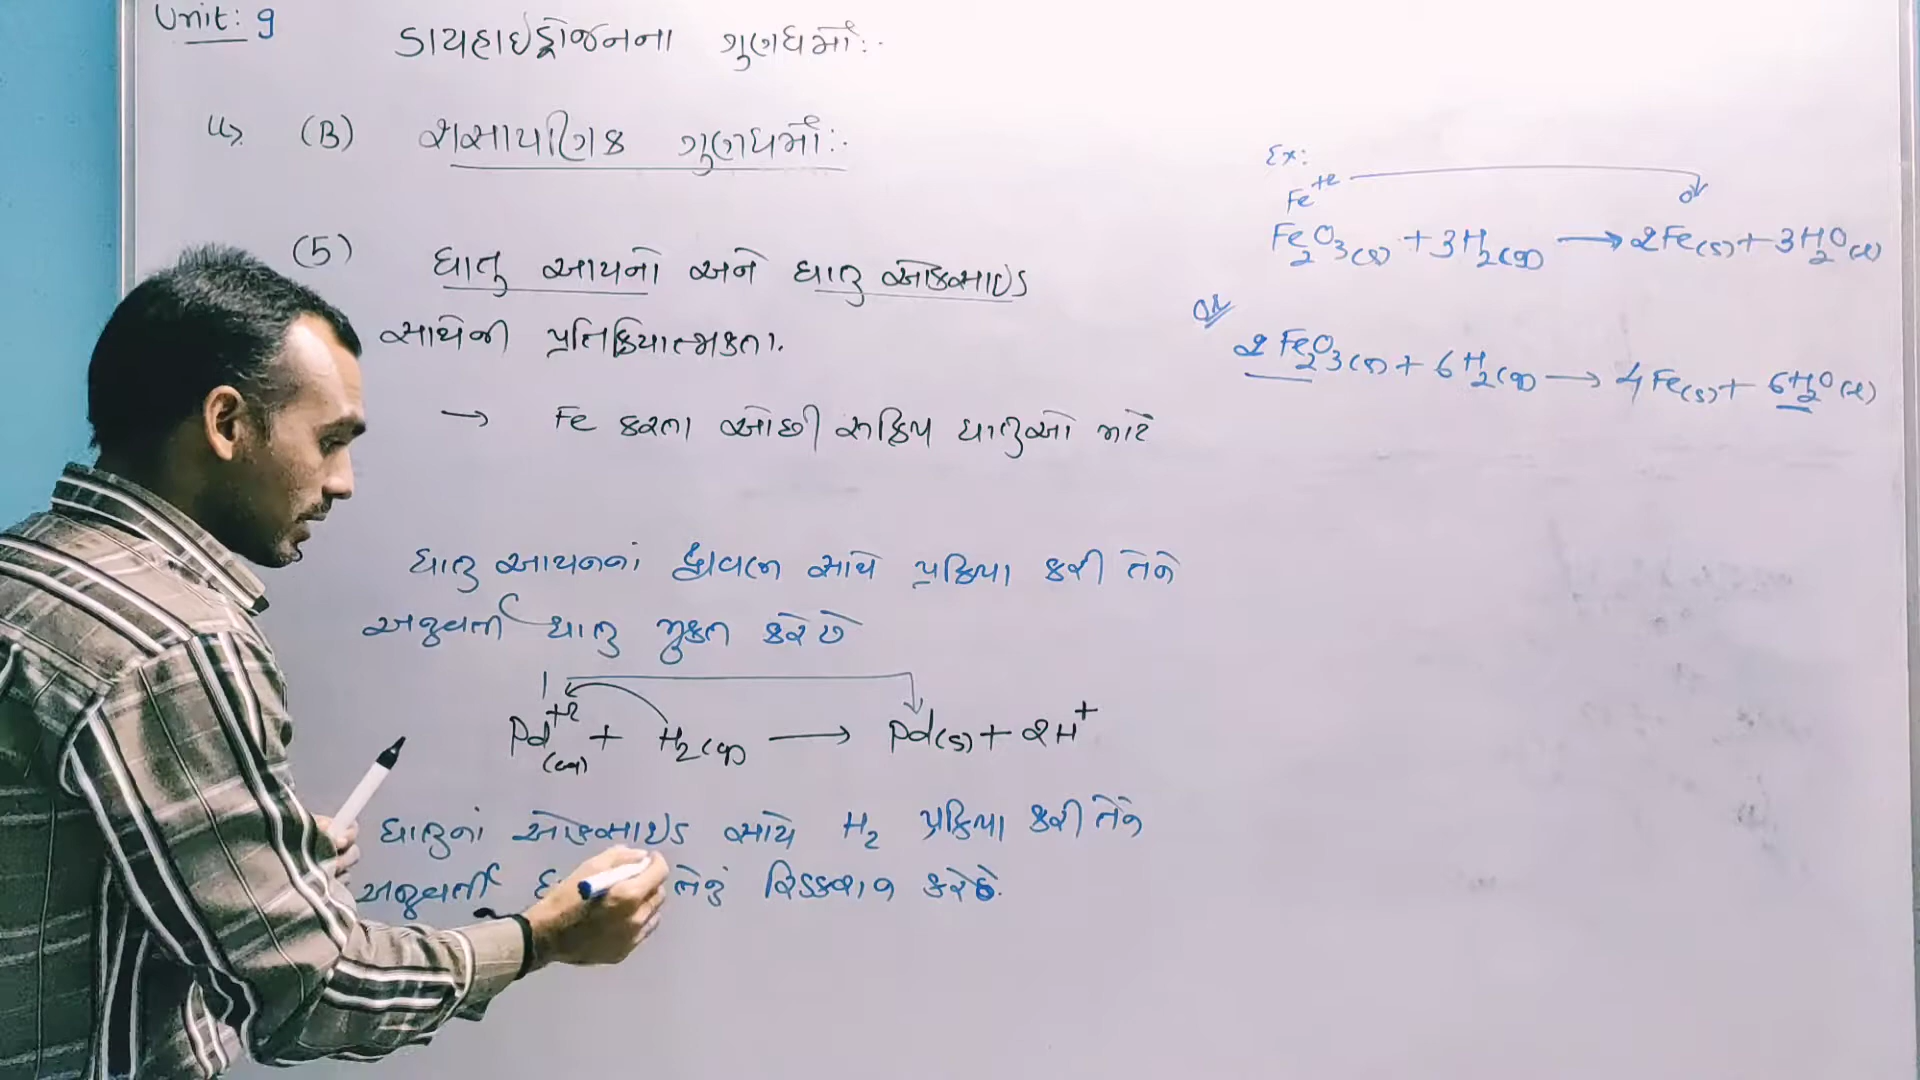 Unit: 9
ડાયહાઇડ્રોજનના ગુણધર્મો:-
(B) રાસાયણિક ગુણધર્મો:-
(5) ધાતુ આયનો અને ધાતુ ઓક્સાઇડ
સાથેની પ્રતિક્રિયાત્મકતા.
→ Fe કરતા ઓછી સક્રિય ધાતુઓ માટે
ધાતુ આયનનાં દ્રાવણ સાથે પ્રક્રિયા કરી તેને
અનુવર્તી ધાતુ મુક્ત કરે છે
Pd⁺²(aq) + H₂(g) → Pd(s) + 2H⁺
ધાતુનાં ઓક્સાઇડ સાથે H₂ પ્રક્રિયા કરી તેને
અનુવર્તી તેનું રિડક્શન કરે છે.
Ex:
Fe⁺² 0
Fe₂O₃(s) + 3H₂(g) → 2Fe(s) + 3H₂O(l)
OR
2Fe₂O₃(s) + 6H₂(g) → 4Fe(s) + 6H₂O(l)